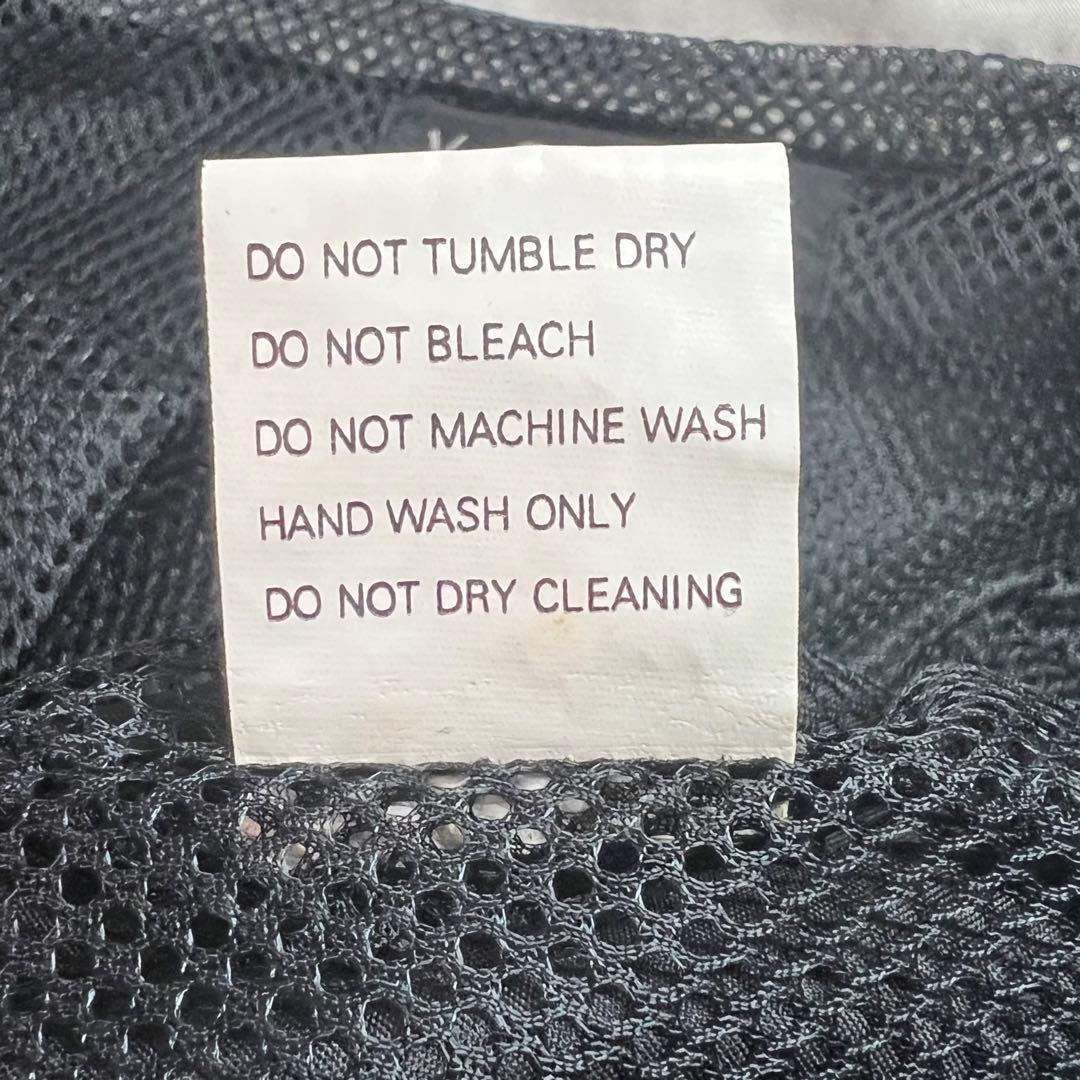 DO NOT TUMBLE DRY
DO NOT BLEACH
DO NOT MACHINE WASH
HAND WASH ONLY
DO NOT DRY CLEANING